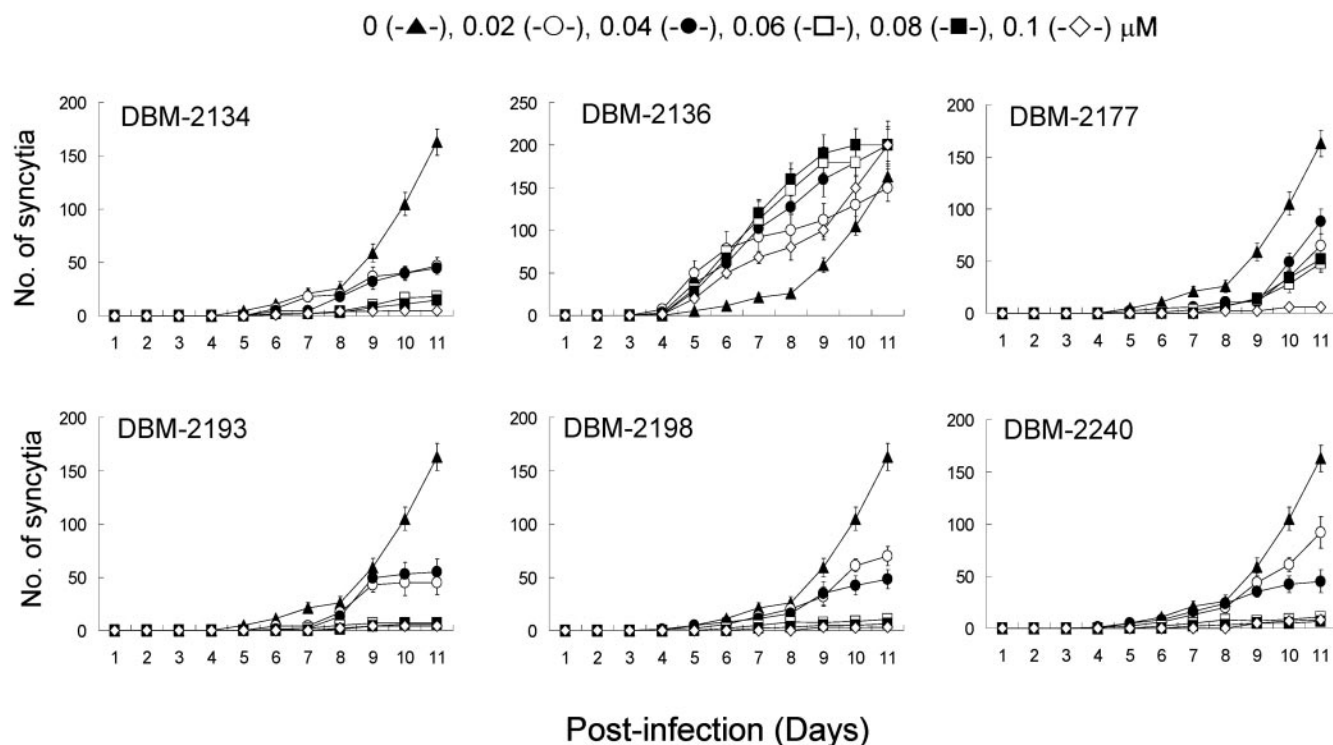 0 (-▲-), 0.02 (-○-), 0.04 (-●-), 0.06 (-□-), 0.08 (-■-), 0.1 (-◇-) μM
DBM-2134
No. of syncytia
200
150
100
50
0
1 2 3 4 5 6 7 8 9 10 11
DBM-2136
250
200
150
100
50
0
1 2 3 4 5 6 7 8 9 10 11
DBM-2177
200
150
100
50
0
1 2 3 4 5 6 7 8 9 10 11
DBM-2193
No. of syncytia
200
150
100
50
0
1 2 3 4 5 6 7 8 9 10 11
DBM-2198
200
150
100
50
0
1 2 3 4 5 6 7 8 9 10 11
DBM-2240
200
150
100
50
0
1 2 3 4 5 6 7 8 9 10 11
Post-infection (Days)